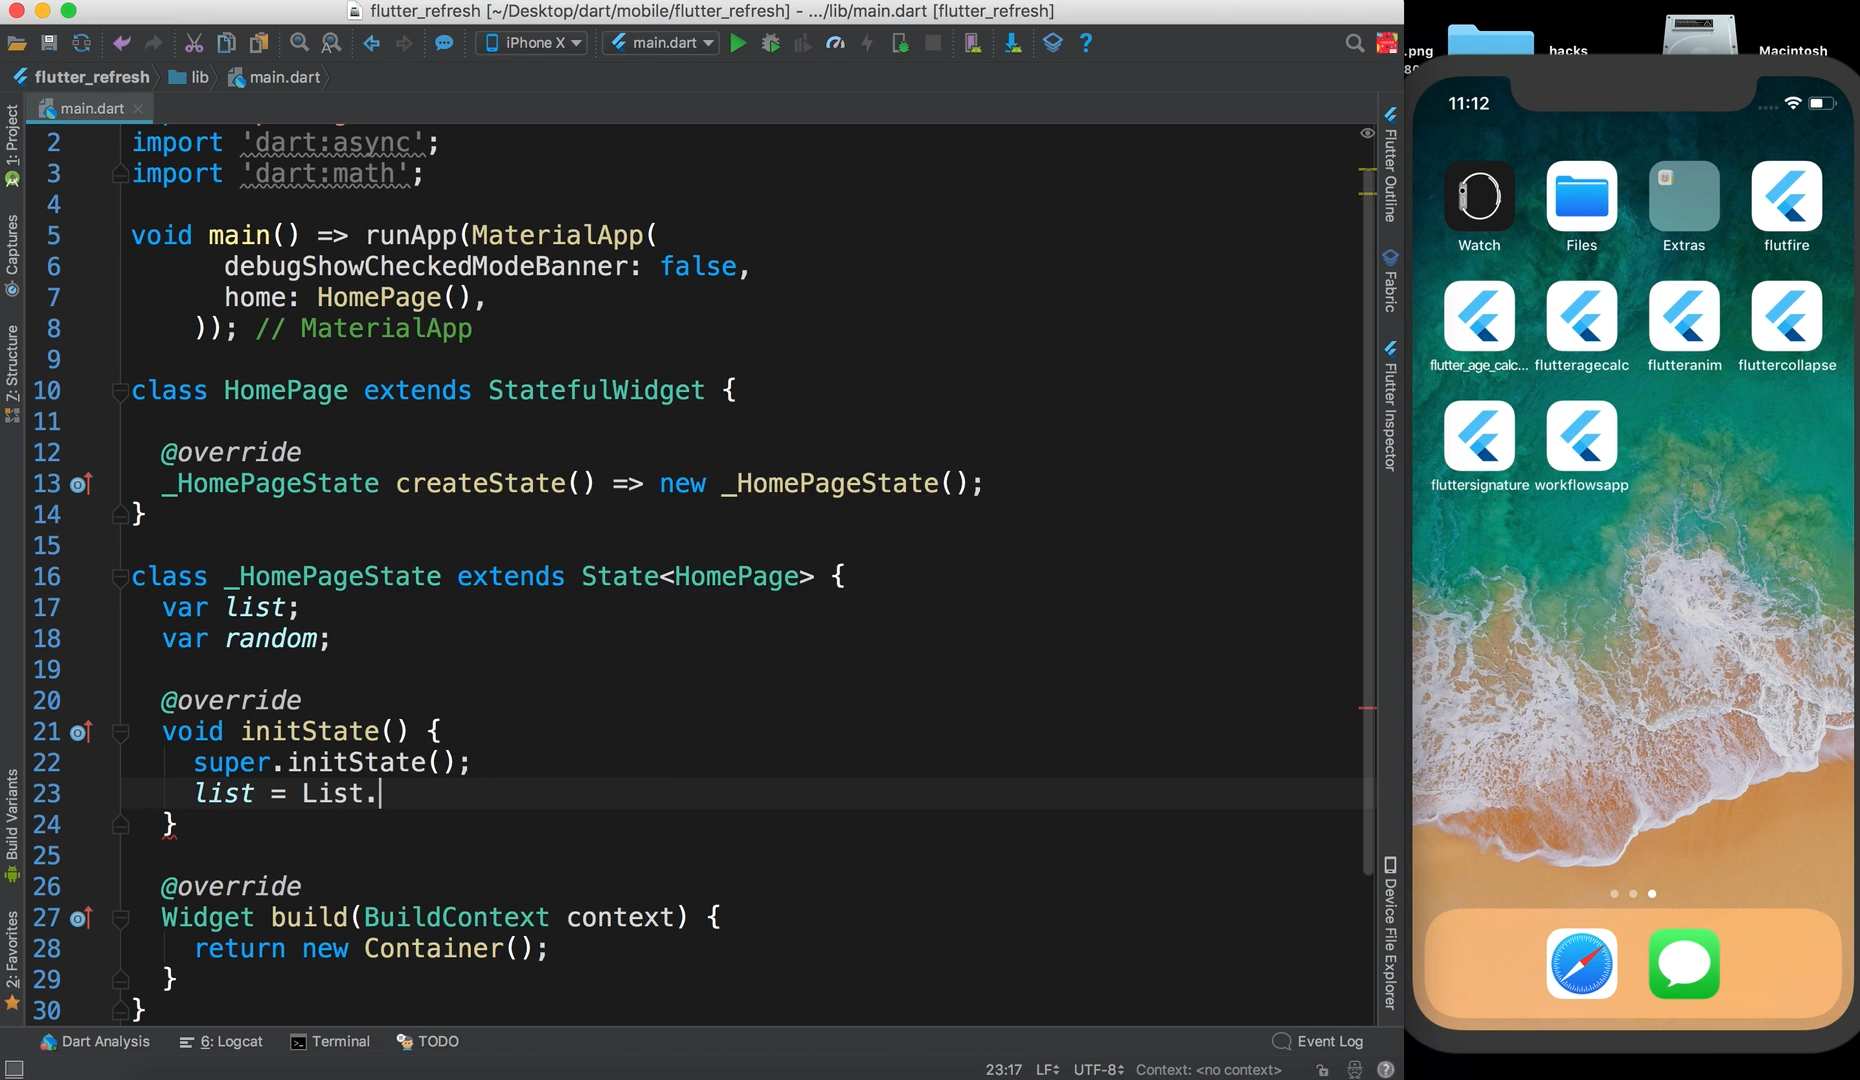 flutter_refresh [~/Desktop/dart/mobile/flutter_refresh] - .../lib/main.dart [flutter_refresh]
iPhone X
main.dart
flutter_refresh
lib
main.dart
main.dart
2 import 'dart:async';
3 import 'dart:math';
4
5 void main() => runApp(MaterialApp(
6 debugShowCheckedModeBanner: false,
7 home: HomePage(),
8 )); // MaterialApp
9
10 class HomePage extends StatefulWidget {
11
12 @override
13 _HomePageState createState() => new _HomePageState();
14 }
15
16 class _HomePageState extends State<HomePage> {
17 var list;
18 var random;
19
20 @override
21 void initState() {
22 super.initState();
23 list = List.
24 }
25
26 @override
27 Widget build(BuildContext context) {
28 return new Container();
29 }
30 }
1: Project
Captures
Z: Structure
Build Variants
2: Favorites
Flutter Outline
Fabric
Flutter Inspector
Device File Explorer
Dart Analysis
6: Logcat
Terminal
TODO
Event Log
23:17
LF
UTF-8
Context: <no context>
.png
hacks
Macintosh
11:12
Watch
Files
Extras
flutfire
flutter_age_calc...
flutteragecalc
flutteranim
fluttercollapse
fluttersignature
workflowsapp